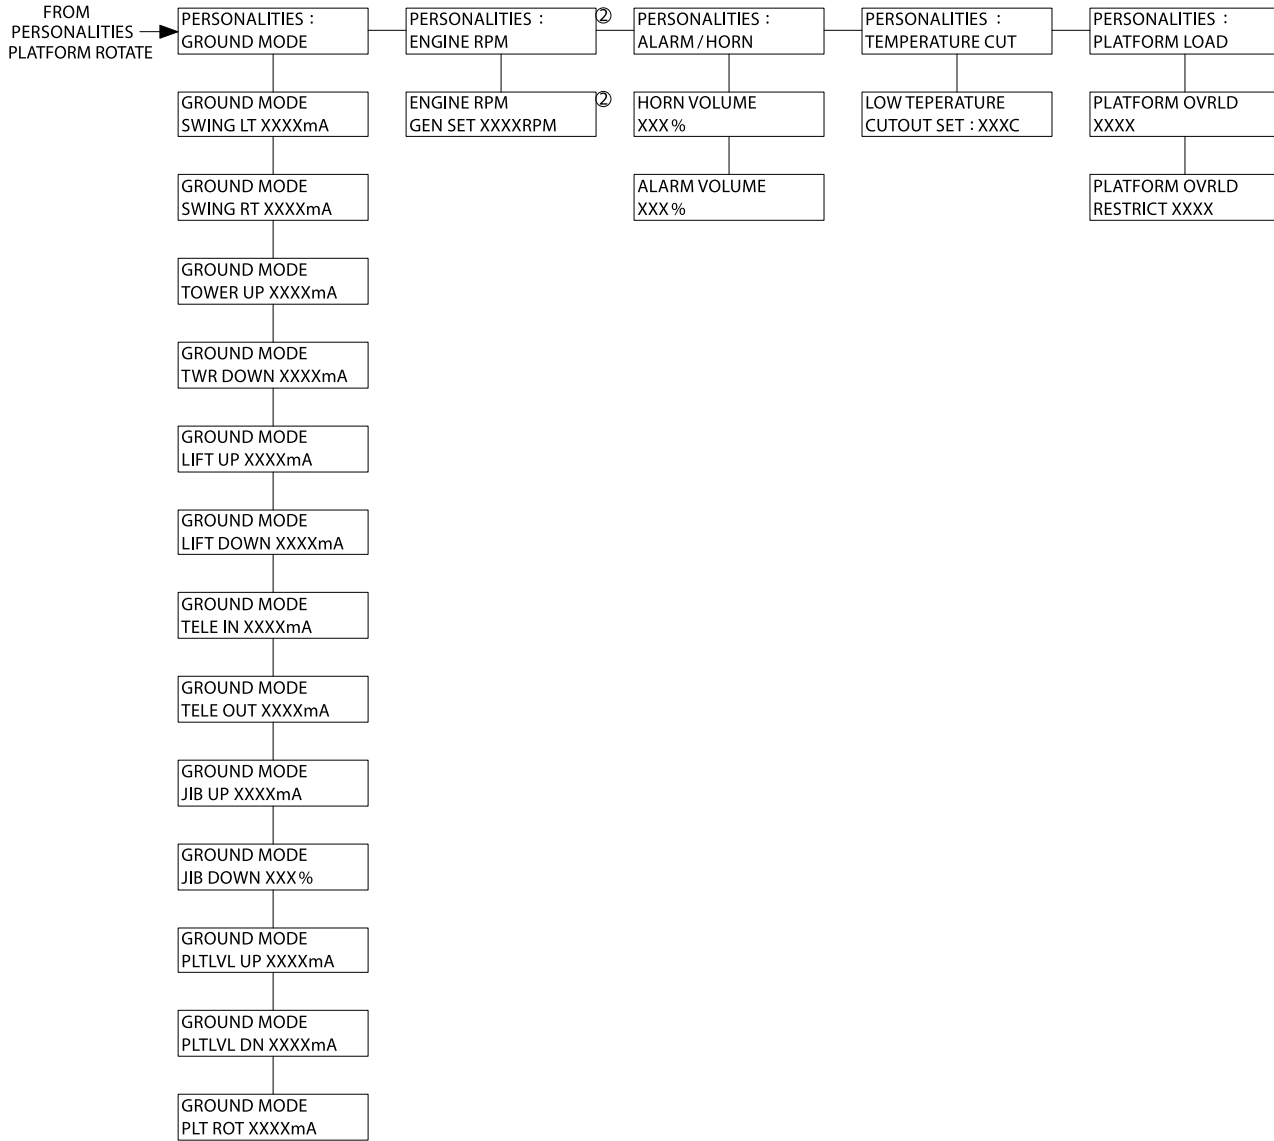 FROM
PERSONALITIES
PLATFORM ROTATE
PERSONALITIES :
GROUND MODE
GROUND MODE
SWING LT XXXXmA
GROUND MODE
SWING RT XXXXmA
GROUND MODE
TOWER UP XXXXmA
GROUND MODE
TWR DOWN XXXXmA
GROUND MODE
LIFT UP XXXXmA
GROUND MODE
LIFT DOWN XXXXmA
GROUND MODE
TELE IN XXXXmA
GROUND MODE
TELE OUT XXXXmA
GROUND MODE
JIB UP XXXXmA
GROUND MODE
JIB DOWN XXX%
GROUND MODE
PLTLVL UP XXXXmA
GROUND MODE
PLTLVL DN XXXXmA
GROUND MODE
PLT ROT XXXXmA
PERSONALITIES :
ENGINE RPM
②
ENGINE RPM
GEN SET XXXXRPM
②
PERSONALITIES :
ALARM/HORN
HORN VOLUME
XXX%
ALARM VOLUME
XXX%
PERSONALITIES :
TEMPERATURE CUT
LOW TEPERATURE
CUTOUT SET : XXXC
PERSONALITIES :
PLATFORM LOAD
PLATFORM OVRLD
XXXX
PLATFORM OVRLD
RESTRICT XXXX